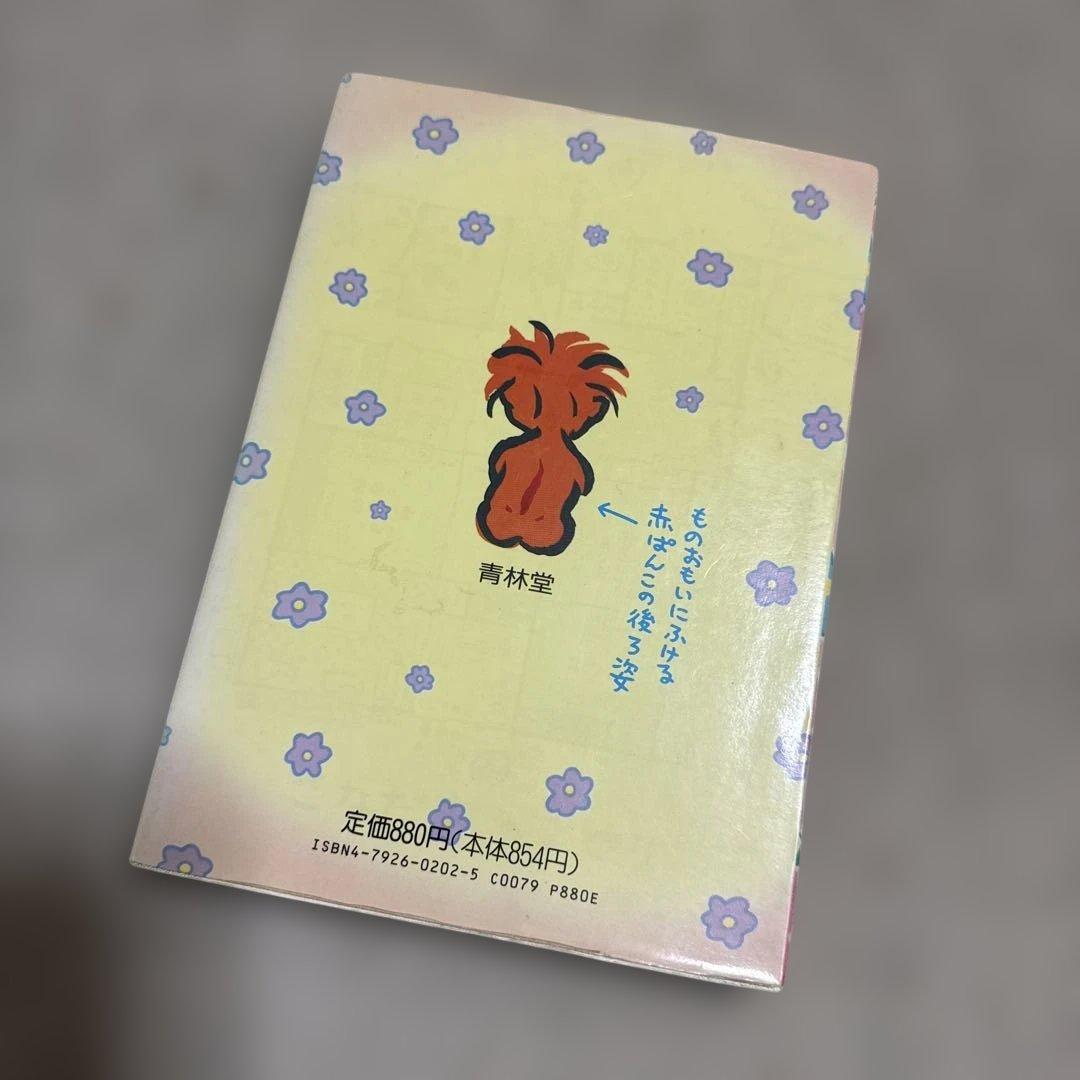 青林堂
ものおもいにふける
赤ぱんこの後ろ姿
定価880円(本体854円)
ISBN4-7926-0202-5 C0079 P880E